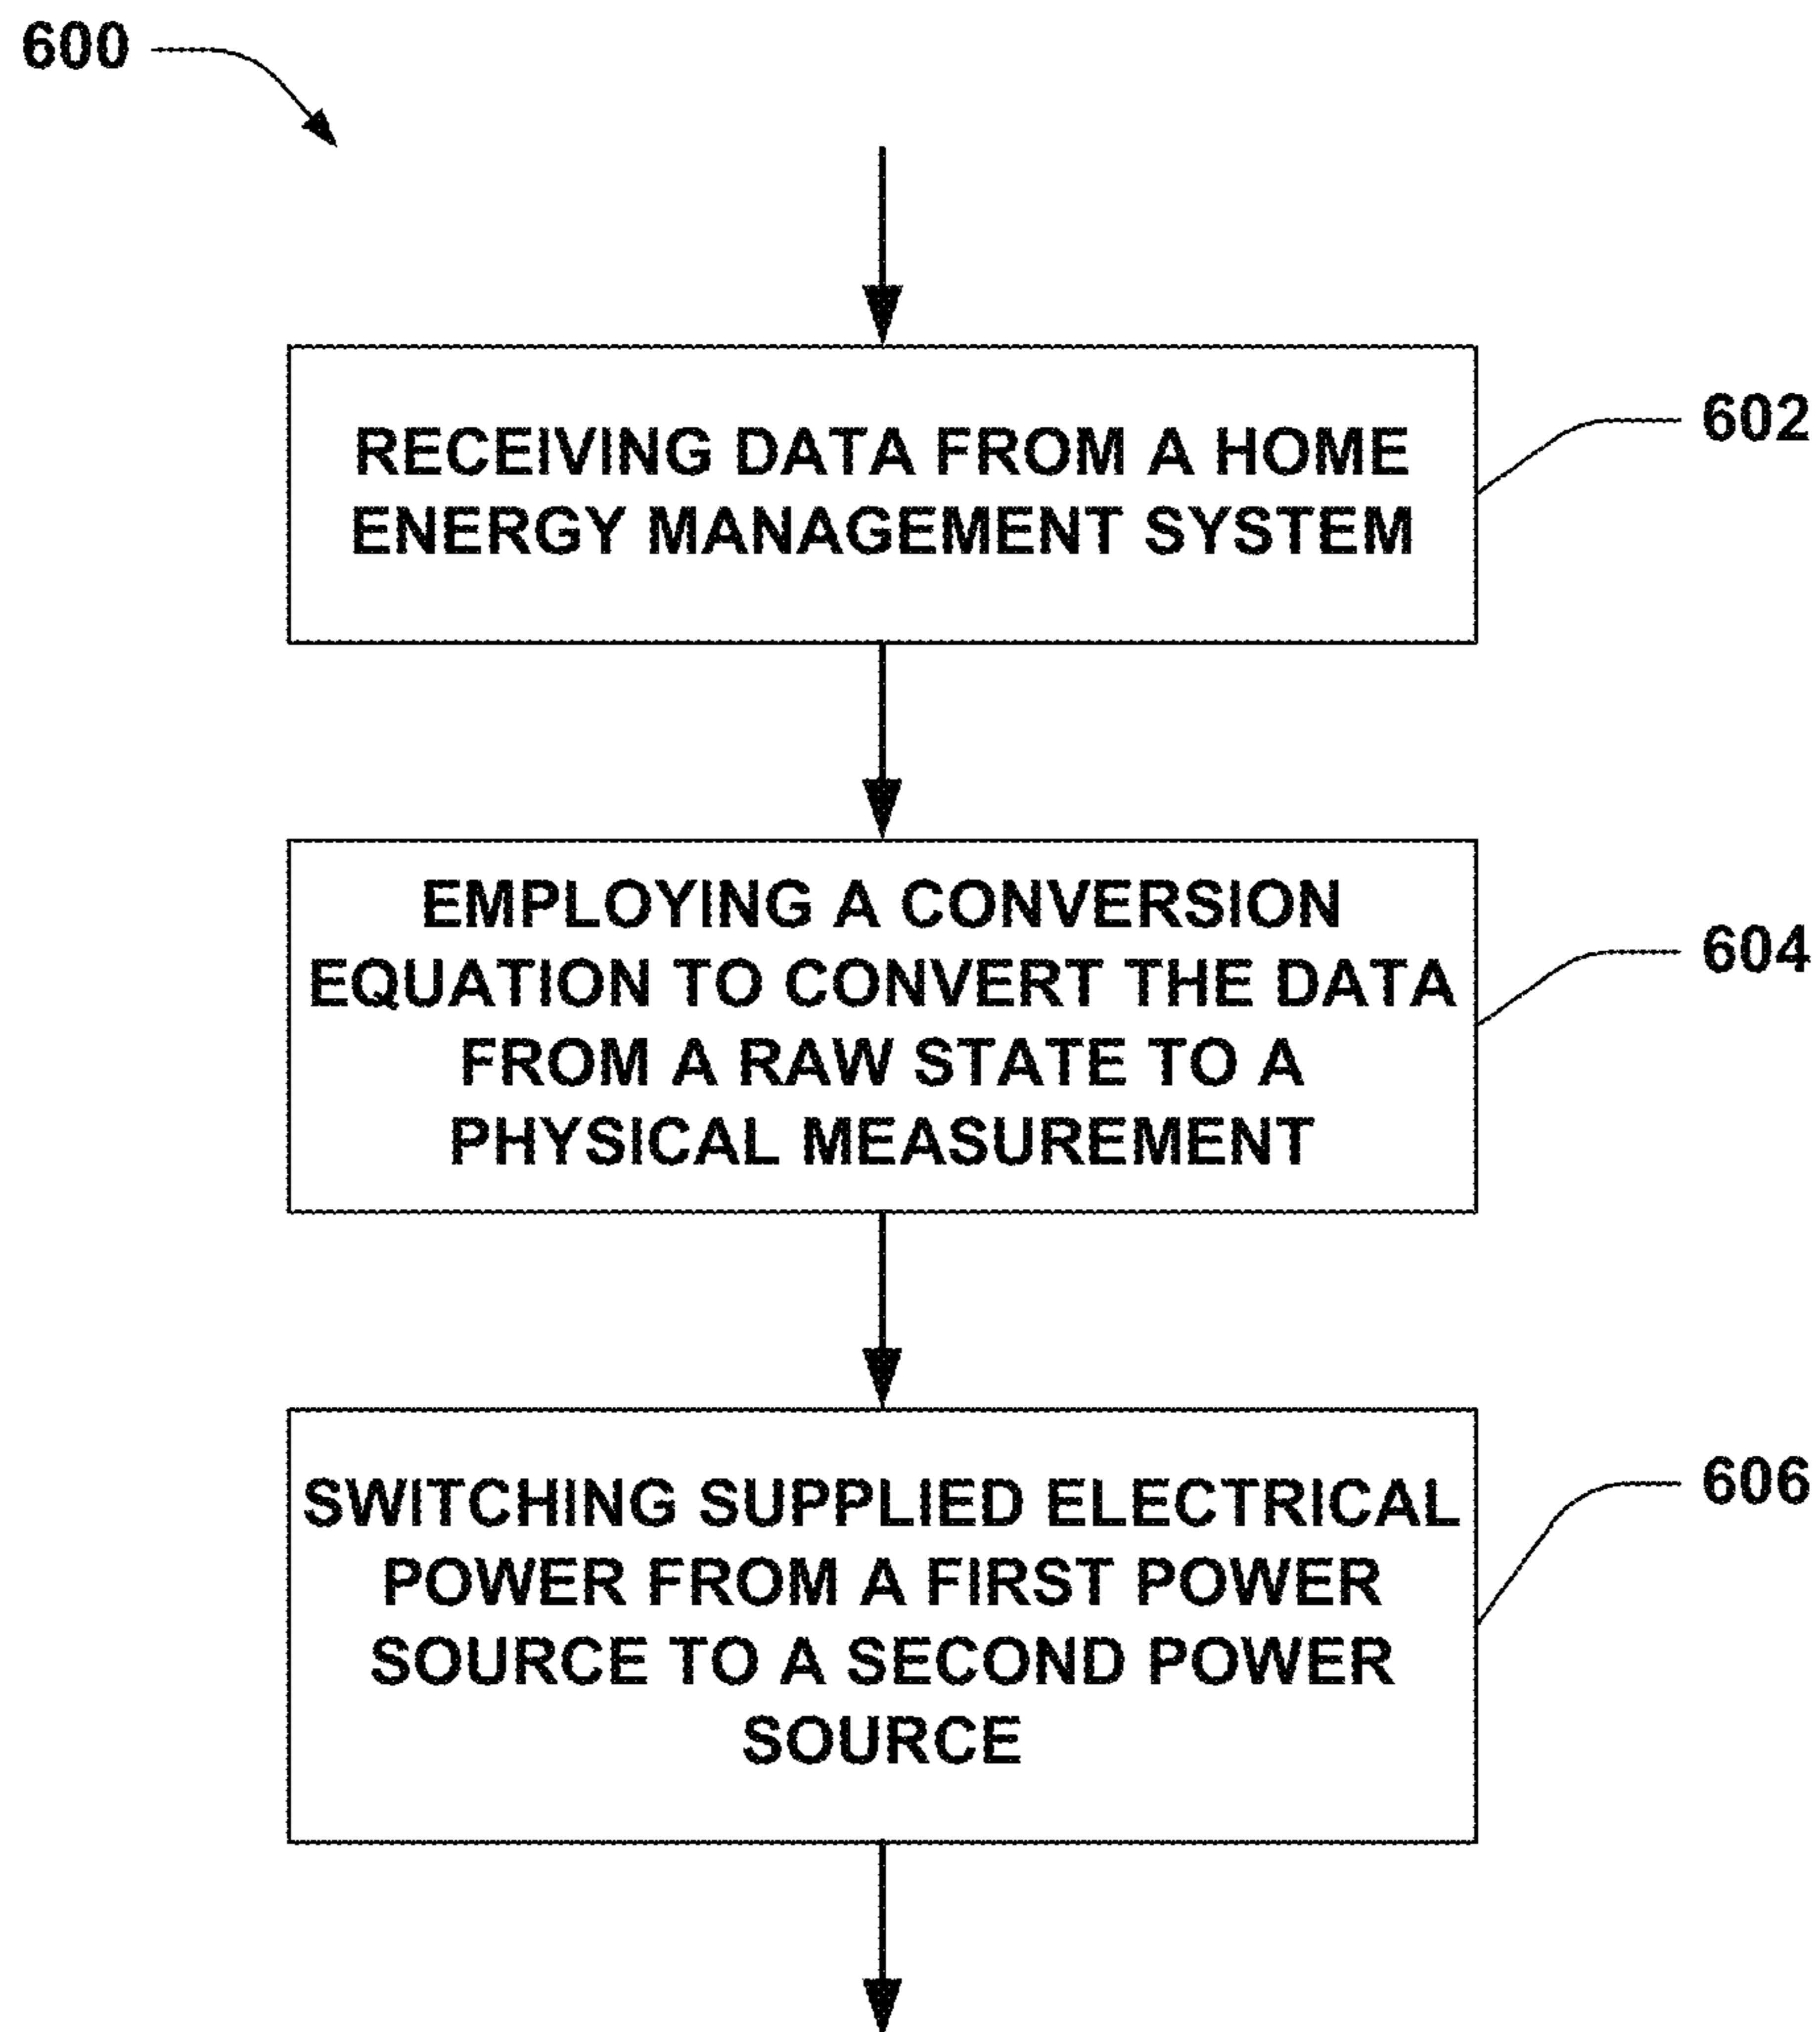 600
RECEIVING DATA FROM A HOME
ENERGY MANAGEMENT SYSTEM
602
EMPLOYING A CONVERSION
EQUATION TO CONVERT THE DATA
FROM A RAW STATE TO A
PHYSICAL MEASUREMENT
604
SWITCHING SUPPLIED ELECTRICAL
POWER FROM A FIRST POWER
SOURCE TO A SECOND POWER
SOURCE
606